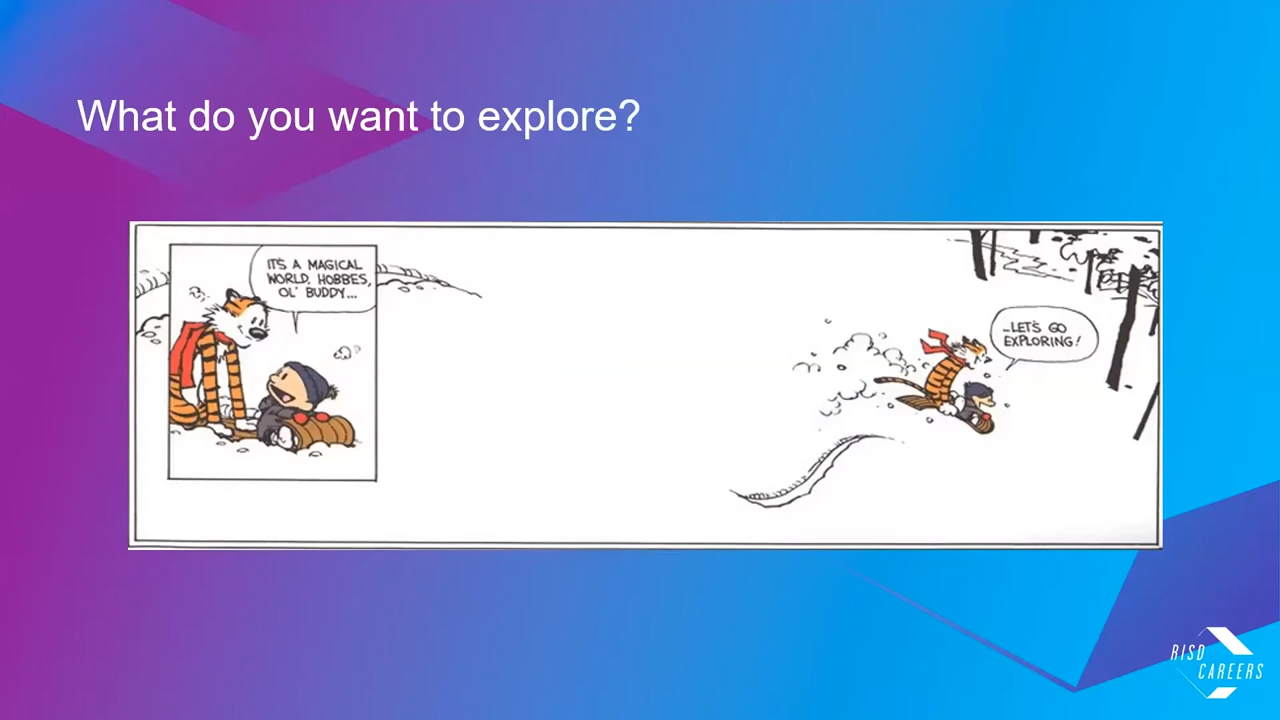 What do you want to explore?
IT'S A MAGICAL
WORLD, HOBBES,
OL' BUDDY...
...LET'S GO
EXPLORING!
RISD
CAREERS